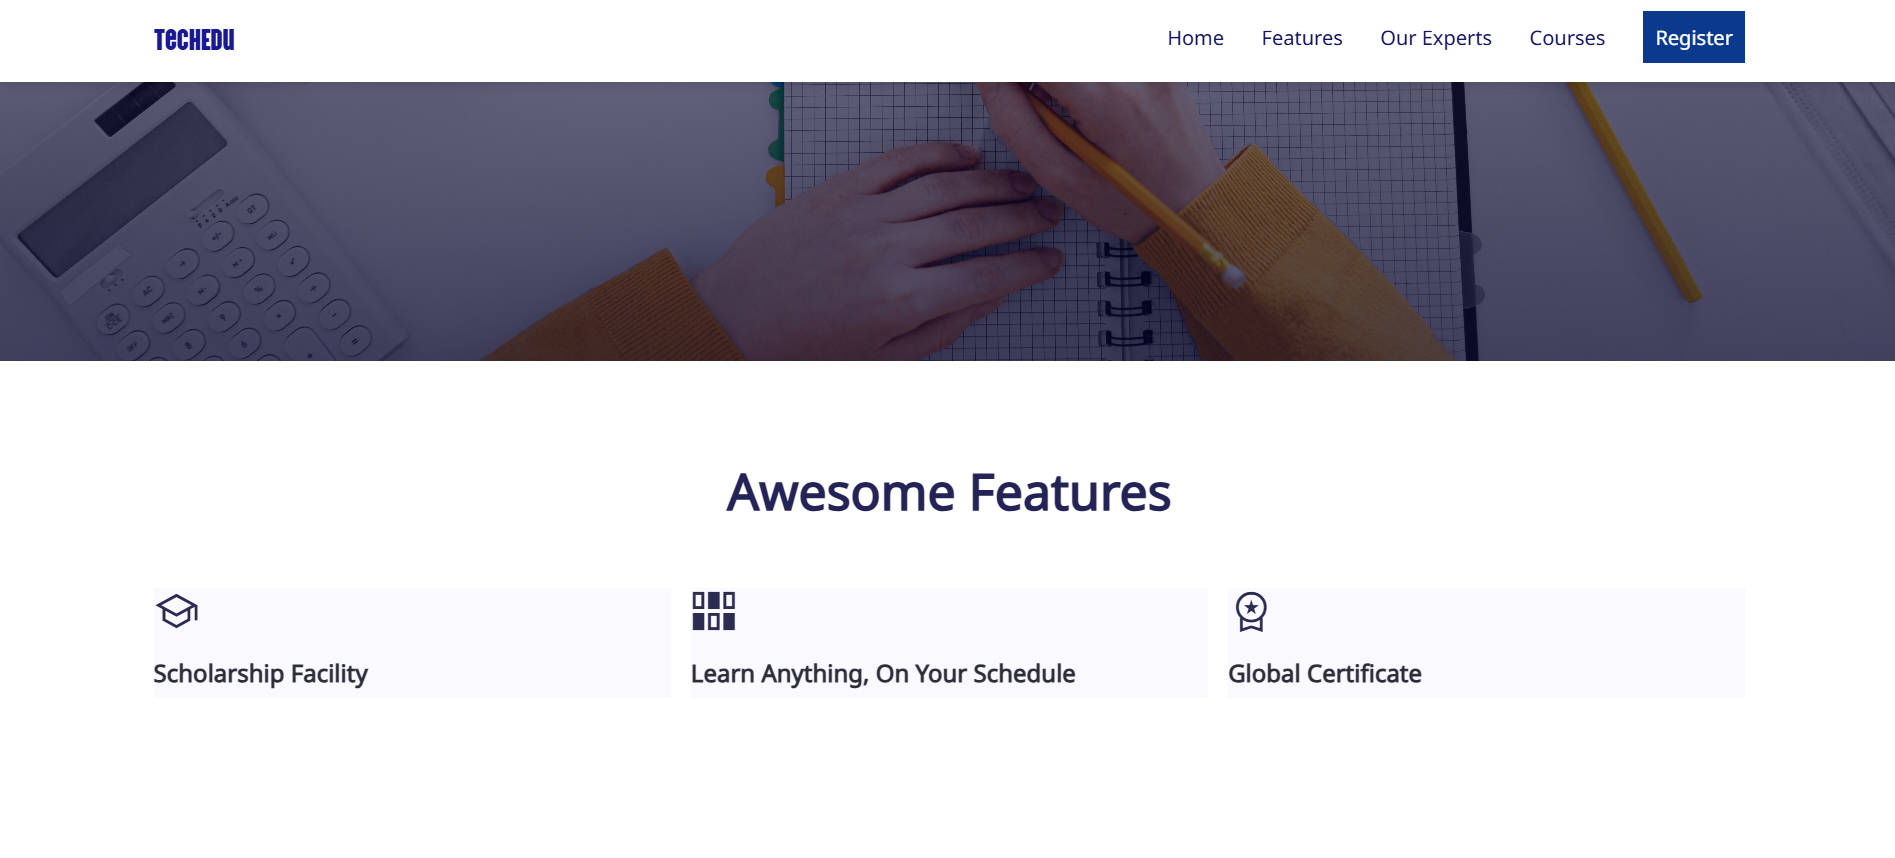 TECHEDU
Home Features Our Experts Courses Register
Awesome Features
Scholarship Facility
Learn Anything, On Your Schedule
Global Certificate